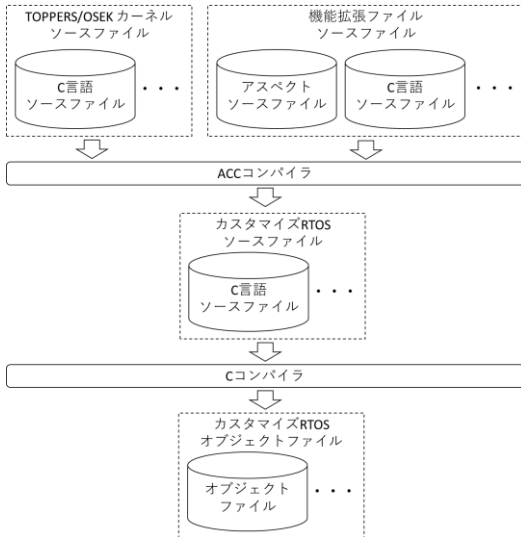 TOPPERS/OSEK カーネル
ソースファイル
C言語
ソースファイル
・・・
機能拡張ファイル
ソースファイル
アスペクト
ソースファイル
C言語
ソースファイル
・・・
ACCコンパイラ
カスタマイズRTOS
ソースファイル
C言語
ソースファイル
・・・
Cコンパイラ
カスタマイズRTOS
オブジェクトファイル
オブジェクト
ファイル
・・・